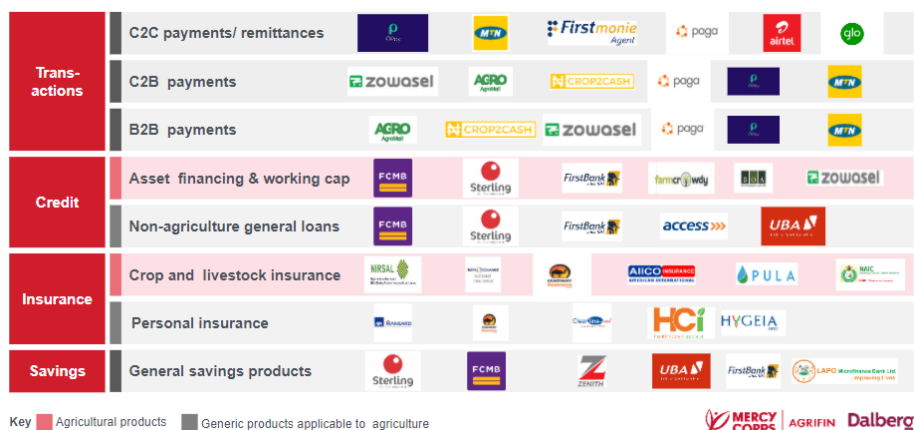 Trans-
actions
C2C payments/ remittances
MTN
Firstmonie
Agent
paga
airtel
glo
C2B payments
zowasel
AGRO
AgroMall
CROP2CASH
paga
MTN
B2B payments
AGRO
AgroMall
CROP2CASH
zowasel
paga
MTN
Credit
Asset financing & working cap
FCMB
Sterling
FirstBank
farmcrowdy
BOA
zowasel
Non-agriculture general loans
FCMB
Sterling
FirstBank
access
UBA
Insurance
Crop and livestock insurance
NIRSAL
AIICO INSURANCE
PULA
NAIC
Personal insurance
HCi
HYGEIA
Savings
General savings products
Sterling
FCMB
ZENITH
UBA
FirstBank
LAPO Microfinance Bank Ltd.
Key
Agricultural products
Generic products applicable to agriculture
MERCY
CORPS
AGRIFIN
Dalberg